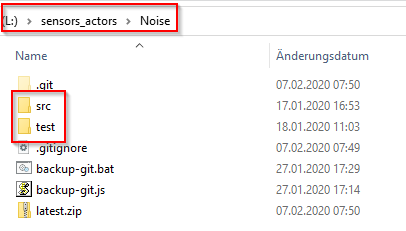 (L:) > sensors_actors > Noise
Name Änderungsdatum
.git 07.02.2020 07:50
src 17.01.2020 16:53
test 18.01.2020 11:03
.gitignore 07.02.2020 07:49
backup-git.bat 27.01.2020 17:29
backup-git.js 27.01.2020 17:14
latest.zip 07.02.2020 07:50